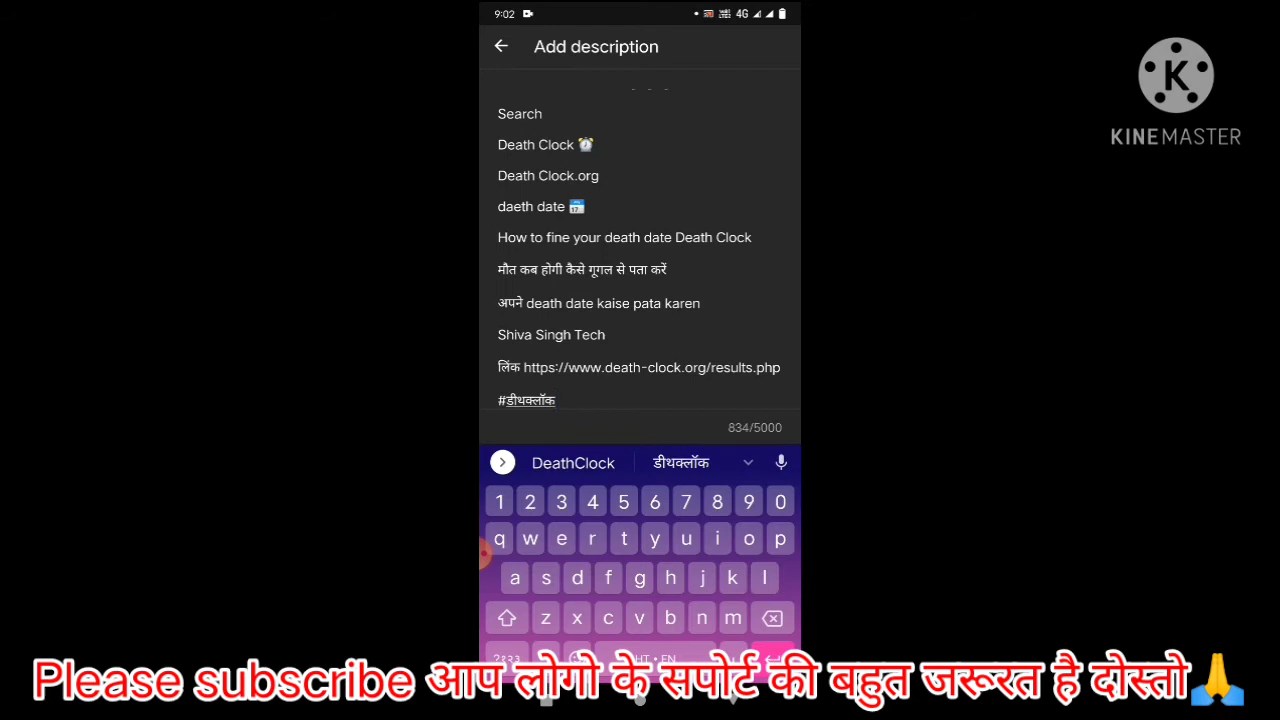 9:02 4G
Add description
Search
Death Clock ⏰
Death Clock.org
daeth date 📅
How to fine your death date Death Clock
मौत कब होगी कैसे गूगल से पता करें
अपने death date kaise pata karen
Shiva Singh Tech
लिंक https://www.death-clock.org/results.php
#डीथक्लॉक
834/5000
DeathClock डीथक्लॉक
1 2 3 4 5 6 7 8 9 0
q w e r t y u i o p
a s d f g h j k l
z x c v b n m
Please subscribe आप लोगो के सपोर्ट की बहुत जरूरत है दोस्तो🙏
K
KINEMASTER